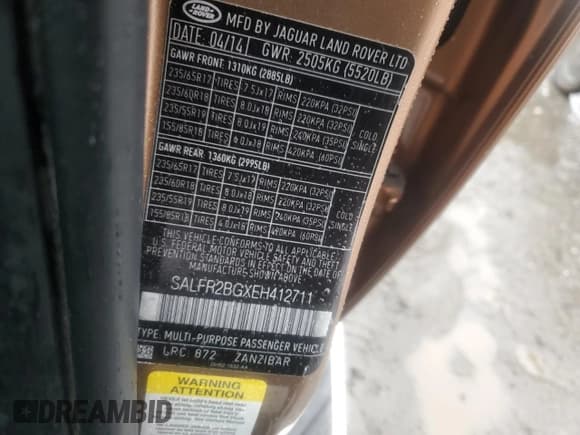 LAND-ROVER
MFD BY JAGUAR LAND ROVER LTD
DATE: 04/14 GWR: 2505KG (5520LB)
GAWR FRONT: 1310KG (2885LB)
235/65R17 TIRES 7.5Jx17 RIMS 220KPA (32PSI)
235/60R18 TIRES 8.0Jx18 RIMS 220KPA (32PSI)
235/55R19 TIRES 8.0Jx19 RIMS 240KPA (35PSI)
155/85R18 TIRES RIMS 420KPA (60PSI)
COLD SINGLE
GAWR REAR: 1360KG (2995LB)
235/65R17 TIRES 7.5Jx17 RIMS 220KPA (32PSI)
235/60R18 TIRES 8.0Jx18 RIMS 220KPA (32PSI)
235/55R19 TIRES 8.0Jx19 RIMS 240KPA (35PSI)
155/85R18 TIRES 4.0Jx18 RIMS 420KPA (60PSI)
COLD SINGLE
THIS VEHICLE CONFORMS TO ALL APPLICABLE
U.S. FEDERAL MOTOR VEHICLE SAFETY AND THEFT
PREVENTION STANDARDS IN EFFECT ON THE DATE OF
MANUFACTURE SHOWN ABOVE
SALFR2BGXEH412711
TYPE: MULTI-PURPOSE PASSENGER VEHICLE
LRC: 872 ZANZIBAR
WARNING
ATTENTION
DREAMBID